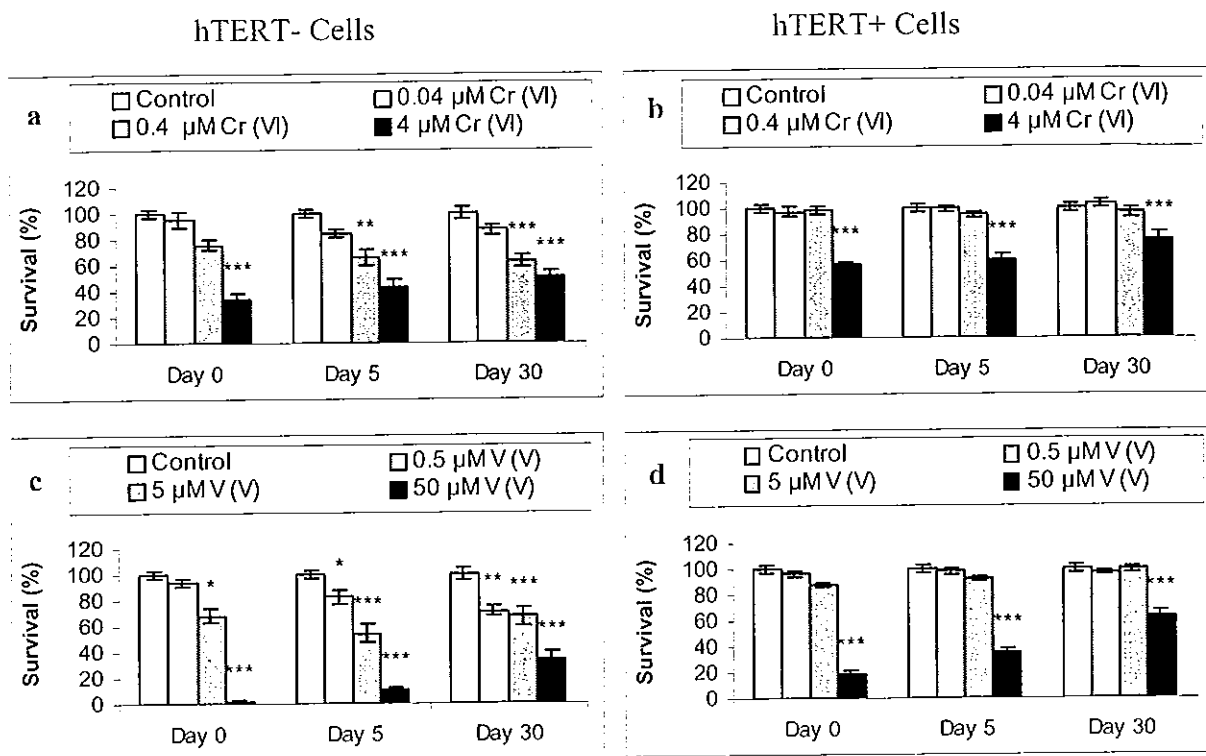 hTERT- Cells
hTERT+ Cells
a
Control 0.04 µM Cr (VI)
0.4 µM Cr (VI) 4 µM Cr (VI)
Survival (%)
120
100
80
60
40
20
0
***
** ***
*** ***
Day 0 Day 5 Day 30
b
Control 0.04 µM Cr (VI)
0.4 µM Cr (VI) 4 µM Cr (VI)
Survival (%)
120
100
80
60
40
20
0
*** *** ***
Day 0 Day 5 Day 30
c
Control 0.5 µM V (V)
5 µM V (V) 50 µM V (V)
Survival (%)
120
100
80
60
40
20
0
* ***
* *** ***
** *** ***
Day 0 Day 5 Day 30
d
Control 0.5 µM V (V)
5 µM V (V) 50 µM V (V)
Survival (%)
120
100
80
60
40
20
0
*** *** ***
Day 0 Day 5 Day 30